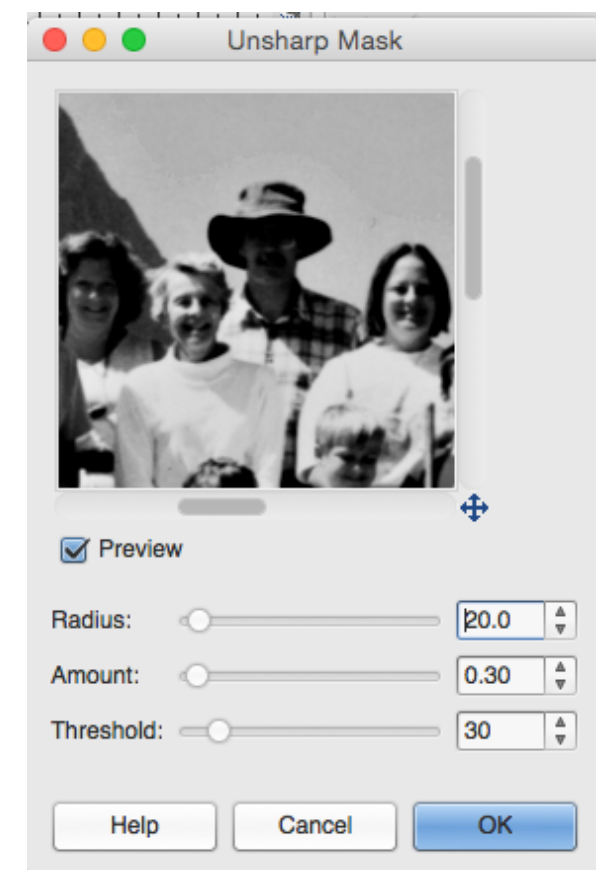 Unsharp Mask
Preview
Radius: 20.0
Amount: 0.30
Threshold: 30
Help Cancel OK